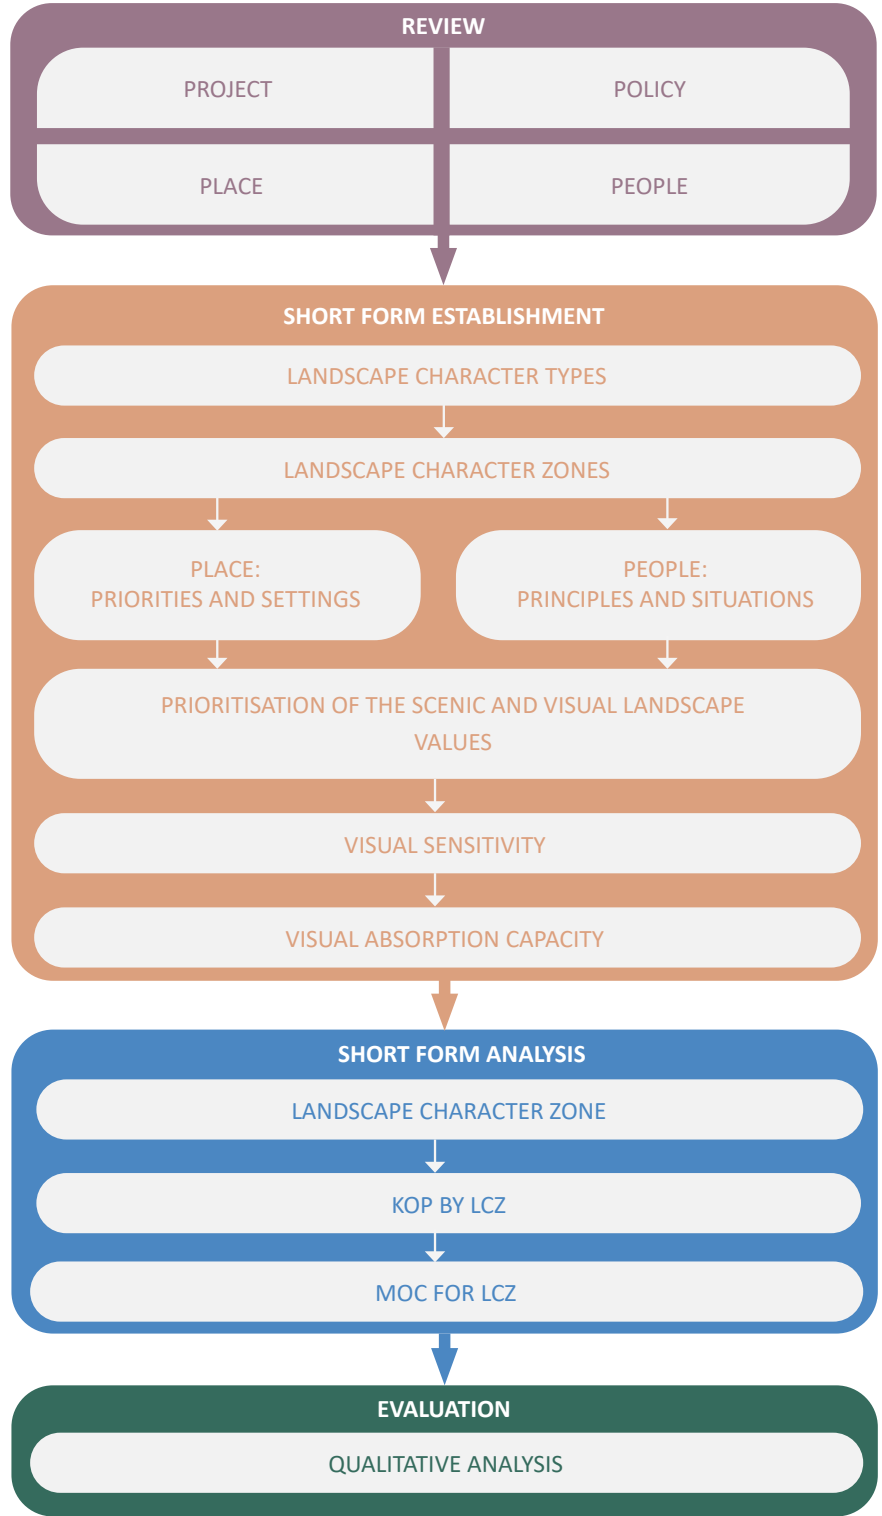 REVIEW
PROJECT
POLICY
PLACE
PEOPLE
SHORT FORM ESTABLISHMENT
LANDSCAPE CHARACTER TYPES
LANDSCAPE CHARACTER ZONES
PLACE:
PRIORITIES AND SETTINGS
PEOPLE:
PRINCIPLES AND SITUATIONS
PRIORITISATION OF THE SCENIC AND VISUAL LANDSCAPE
VALUES
VISUAL SENSITIVITY
VISUAL ABSORPTION CAPACITY
SHORT FORM ANALYSIS
LANDSCAPE CHARACTER ZONE
KOP BY LCZ
MOC FOR LCZ
EVALUATION
QUALITATIVE ANALYSIS